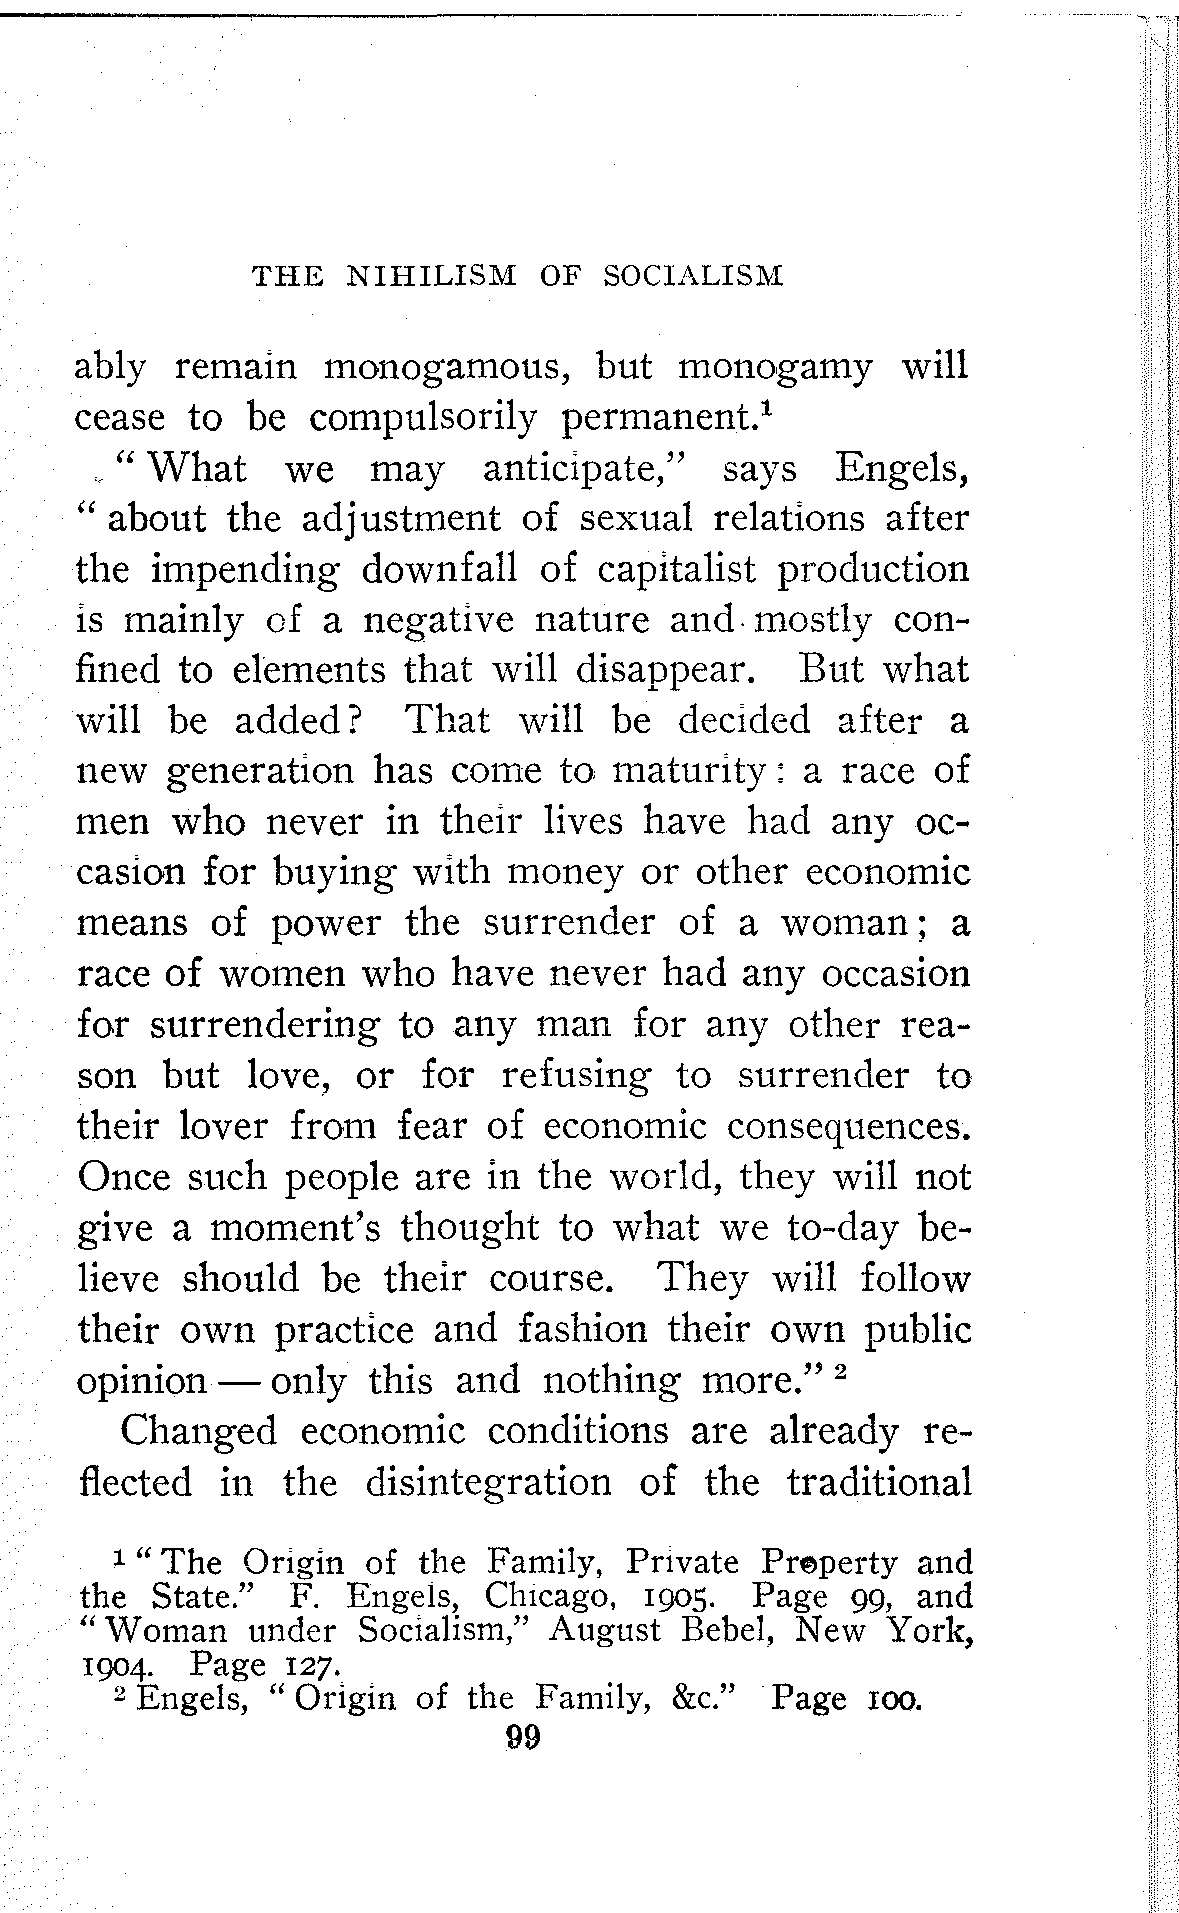 THE NIHILISM OF SOCIALISM
ably remain monogamous, but monogamy will
cease to be compulsorily permanent.¹
“ What we may anticipate,” says Engels,
“ about the adjustment of sexual relations after
the impending downfall of capitalist production
is mainly of a negative nature and mostly con-
fined to elements that will disappear. But what
will be added? That will be decided after a
new generation has come to maturity: a race of
men who never in their lives have had any oc-
casion for buying with money or other economic
means of power the surrender of a woman; a
race of women who have never had any occasion
for surrendering to any man for any other rea-
son but love, or for refusing to surrender to
their lover from fear of economic consequences.
Once such people are in the world, they will not
give a moment’s thought to what we to-day be-
lieve should be their course. They will follow
their own practice and fashion their own public
opinion — only this and nothing more.” ²
Changed economic conditions are already re-
flected in the disintegration of the traditional
¹ “ The Origin of the Family, Private Property and
the State.” F. Engels, Chicago, 1905. Page 99, and
“ Woman under Socialism,” August Bebel, New York,
1904. Page 127.
² Engels, “ Origin of the Family, &c.” Page 100.
99